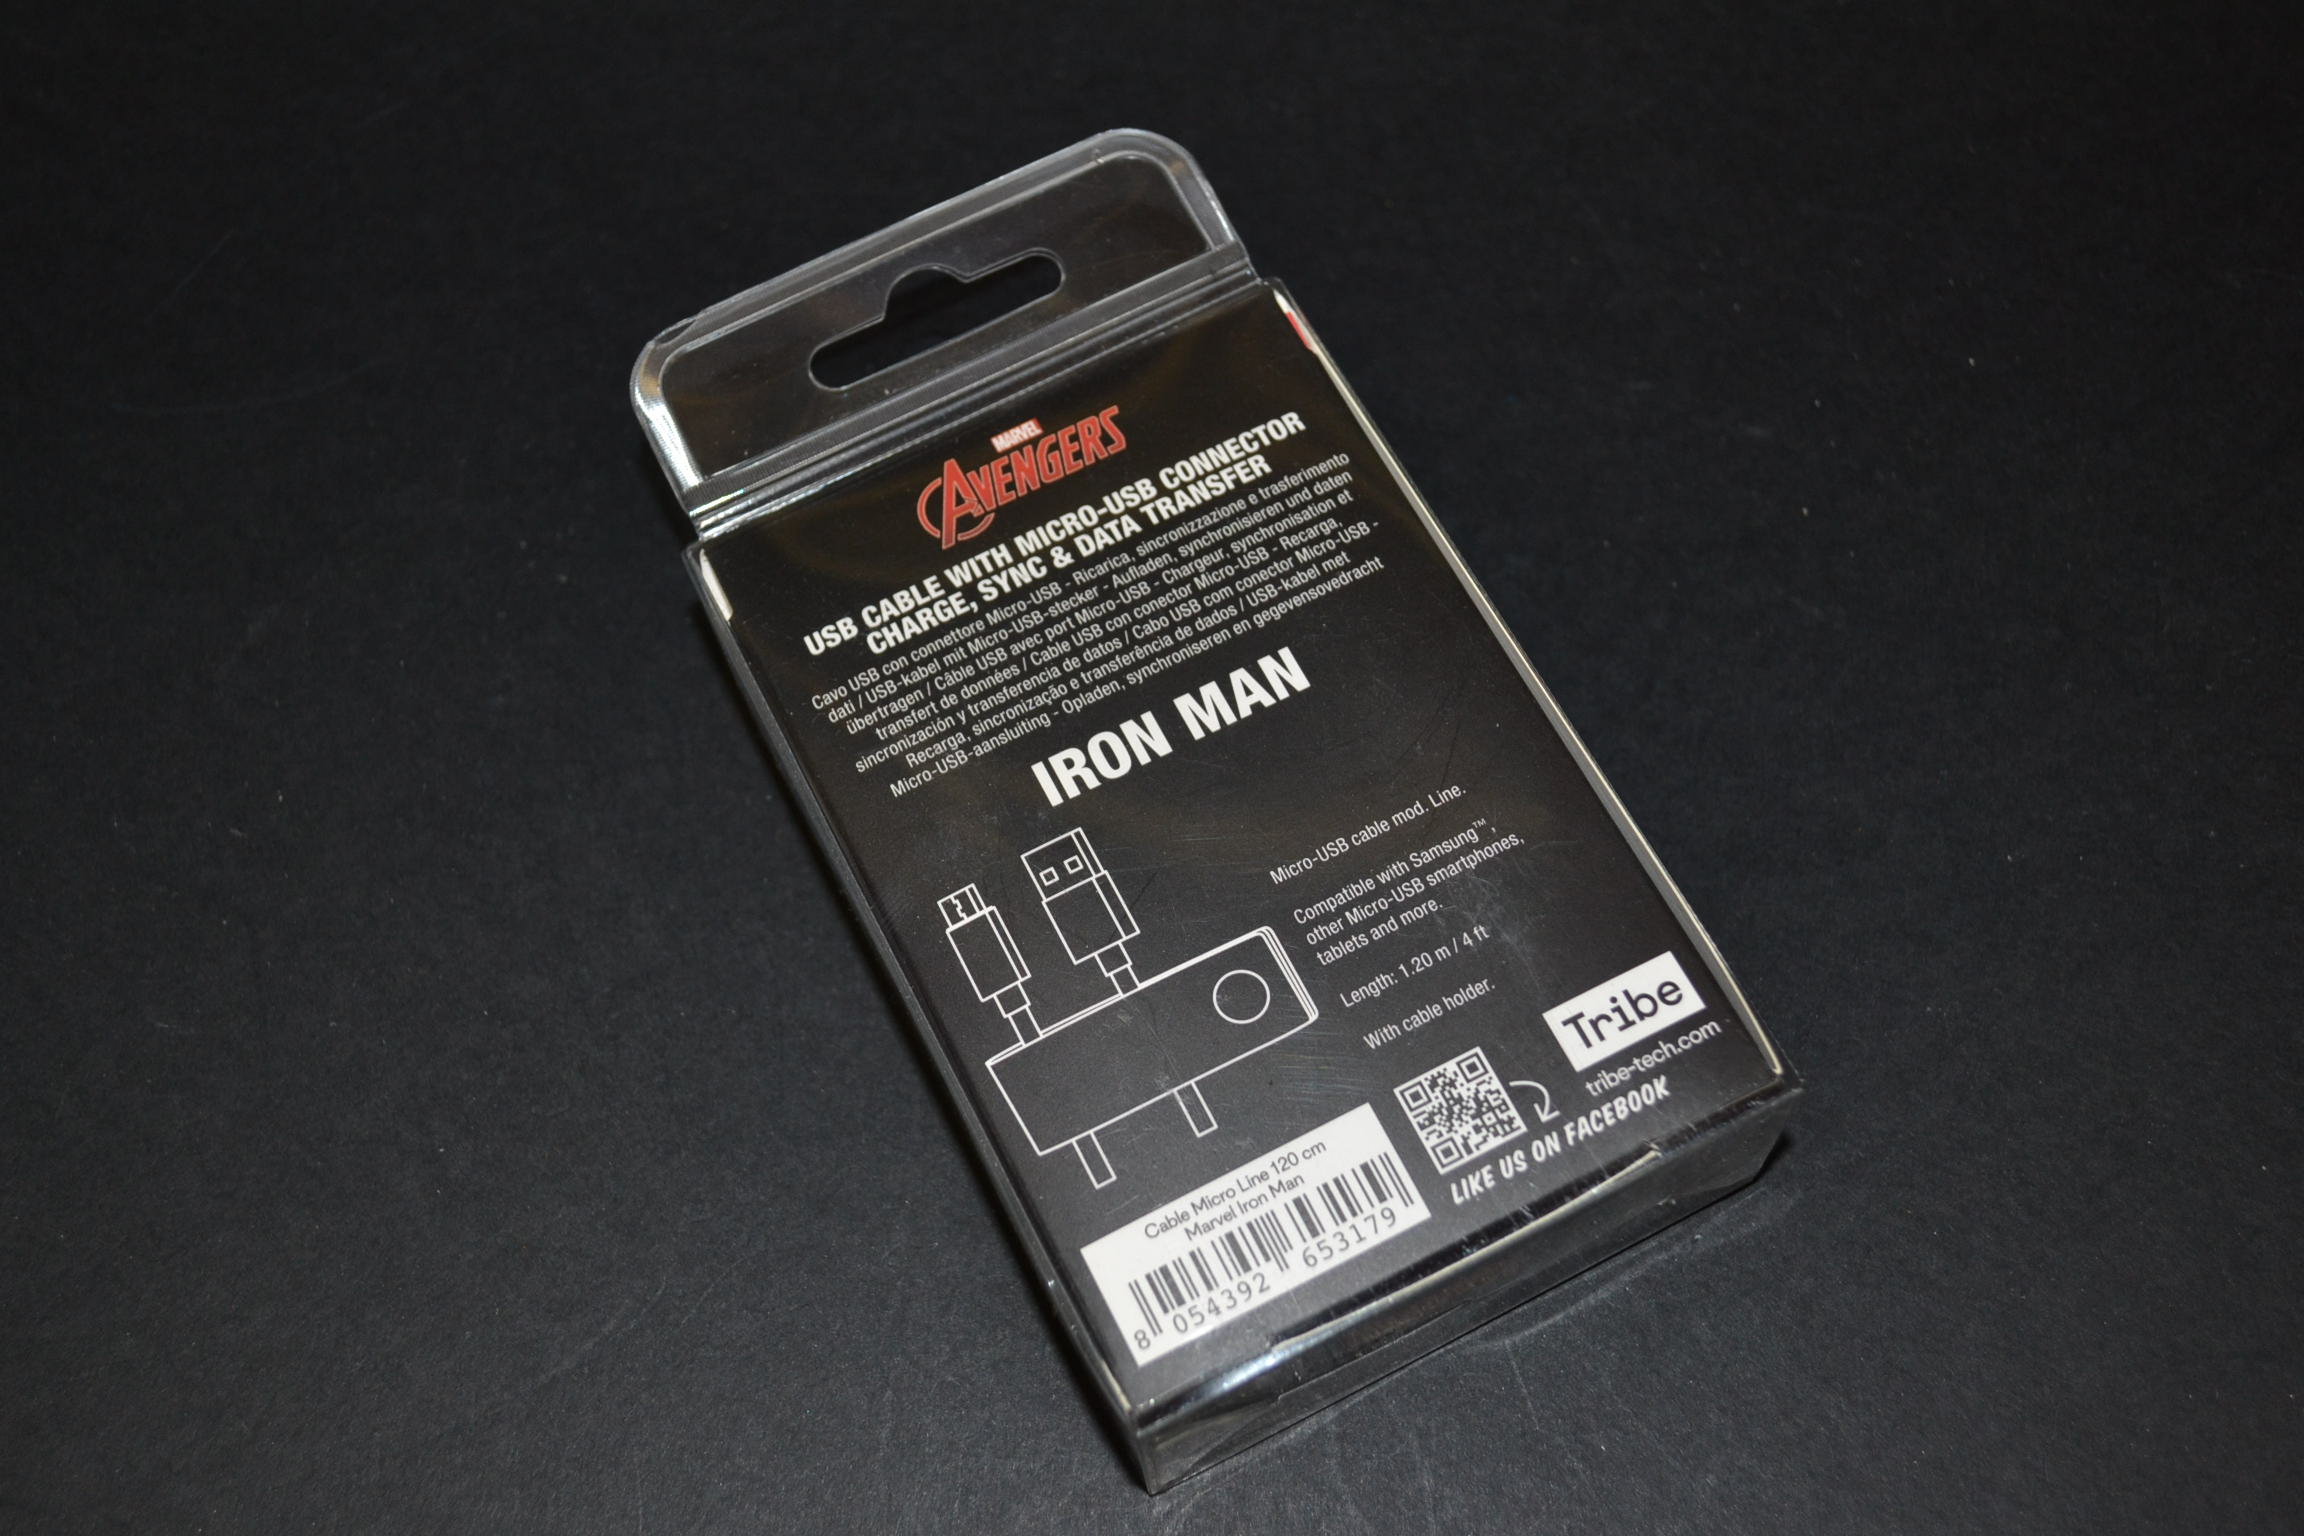 MARVEL
AVENGERS
USB CABLE WITH MICRO-USB CONNECTOR
CHARGE, SYNC & DATA TRANSFER
Cavo USB con connettore Micro-USB - Ricarica, sincronizzazione e trasferimento
dati / USB-kabel mit Micro-USB-stecker - Aufladen, synchronisieren und daten
übertragen / Câble USB avec port Micro-USB - Chargeur, synchronisation et
transfert de données / Cable USB con conector Micro-USB - Recarga,
sincronización y transferencia de datos / Cabo USB com conector Micro-USB -
Recarga, sincronização e transferência de dados / USB-kabel met
Micro-USB-aansluiting - Opladen, synchroniseren en gegevensovedracht
IRON MAN
Micro-USB cable mod. Line.
Compatible with Samsung™,
other Micro-USB smartphones,
tablets and more.
Length: 1.20 m / 4 ft
With cable holder.
Tribe
tribe-tech.com
LIKE US ON FACEBOOK
Cable Micro Line 120 cm
Marvel Iron Man
8 054392 653179